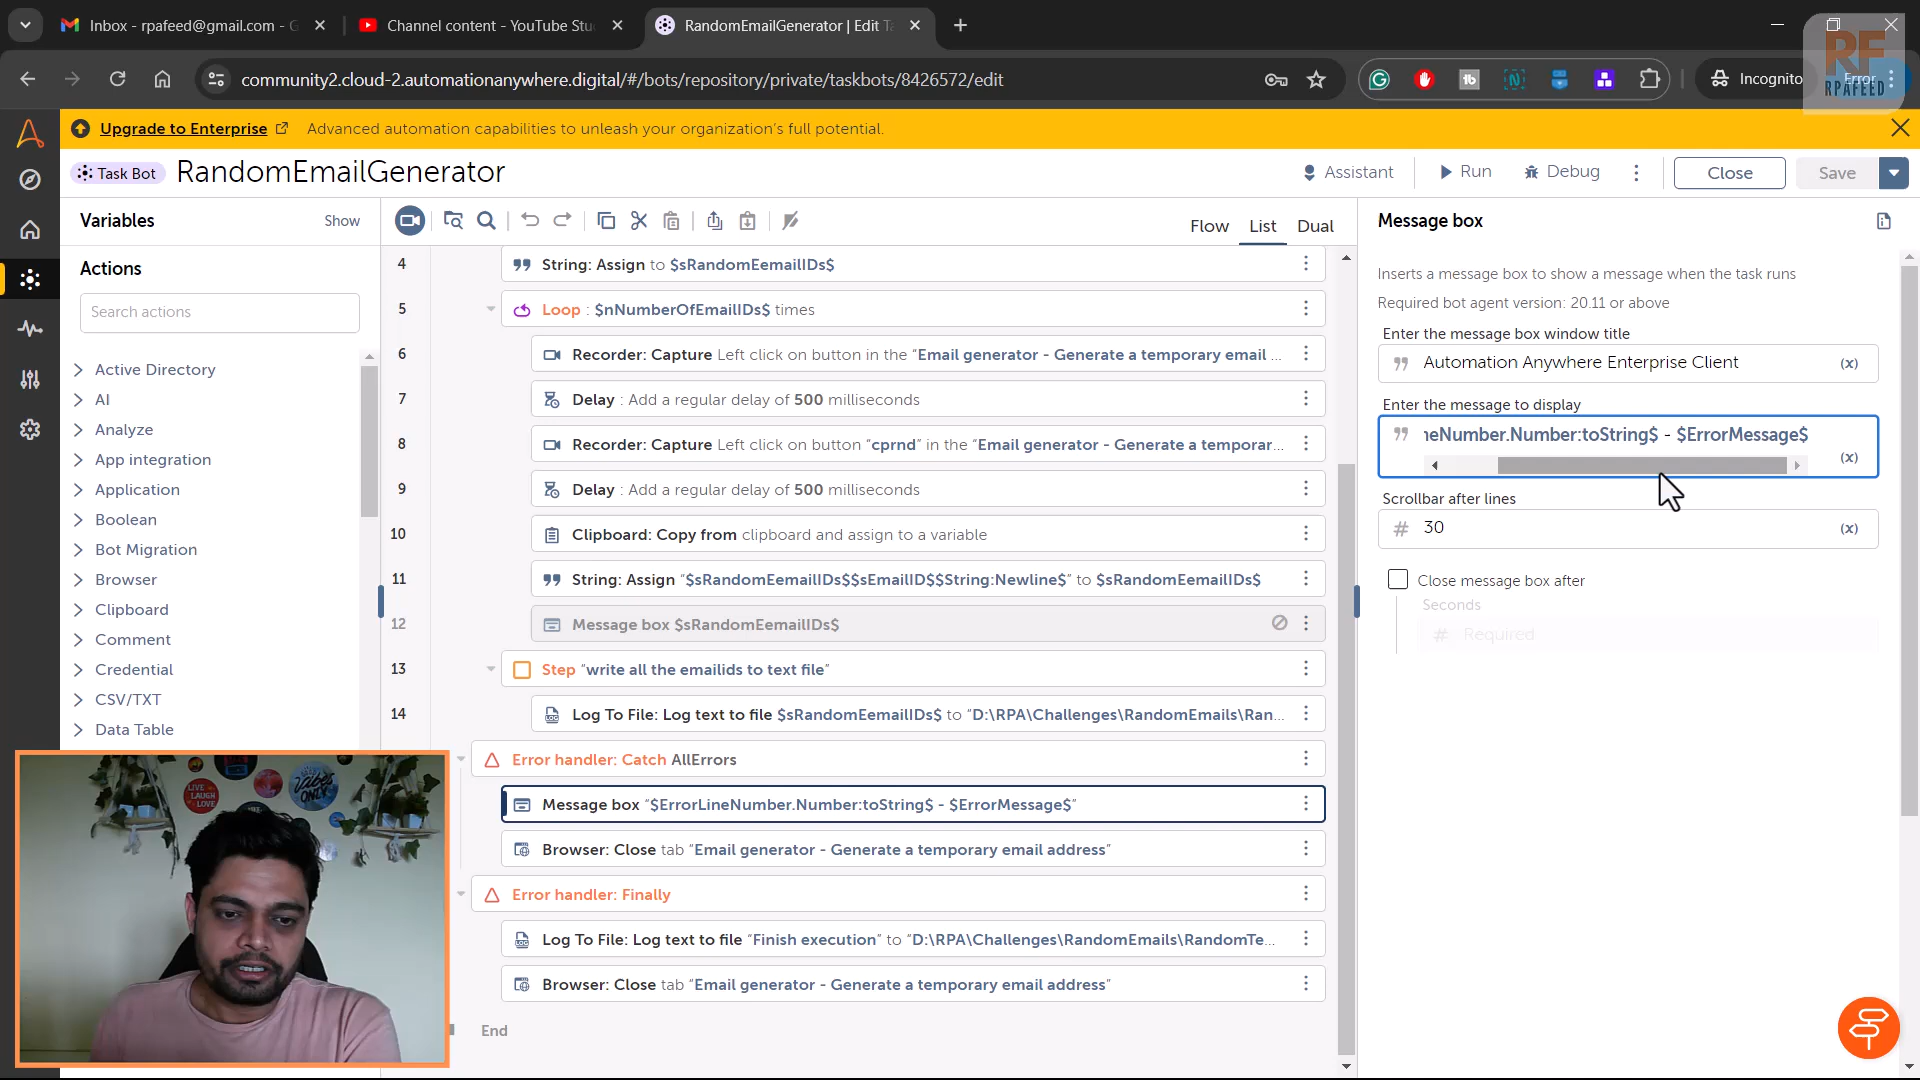 Inbox - rpafeed@gmail.com - G
Channel content - YouTube Stu
RandomEmailGenerator | Edit Ta
community2.cloud-2.automationanywhere.digital/#/bots/repository/private/taskbots/8426572/edit
Incognito
Error
RF
RPAFEED
Upgrade to Enterprise
Advanced automation capabilities to unleash your organization's full potential.
Task Bot
RandomEmailGenerator
Assistant
Run
Debug
Close
Save
Variables
Show
Flow
List
Dual
Actions
Search actions
Active Directory
AI
Analyze
App integration
Application
Boolean
Bot Migration
Browser
Clipboard
Comment
Credential
CSV/TXT
Data Table
4 String: Assign to $sRandomEemailIDs$
5 Loop : $nNumberOfEmailIDs$ times
6 Recorder: Capture Left click on button in the “Email generator - Generate a temporary email ...
7 Delay : Add a regular delay of 500 milliseconds
8 Recorder: Capture Left click on button “cprnd” in the “Email generator - Generate a temporar...
9 Delay : Add a regular delay of 500 milliseconds
10 Clipboard: Copy from clipboard and assign to a variable
11 String: Assign “$sRandomEemailIDs$$sEmailID$$String:Newline$” to $sRandomEemailIDs$
12 Message box $sRandomEemailIDs$
13 Step “write all the emailids to text file”
14 Log To File: Log text to file $sRandomEemailIDs$ to “D:\RPA\Challenges\RandomEmails\Ran...
Error handler: Catch AllErrors
Message box “$ErrorLineNumber.Number:toString$ - $ErrorMessage$”
Browser: Close tab “Email generator - Generate a temporary email address”
Error handler: Finally
Log To File: Log text to file “Finish execution” to “D:\RPA\Challenges\RandomEmails\RandomTe...
Browser: Close tab “Email generator - Generate a temporary email address”
End
Message box
Inserts a message box to show a message when the task runs
Required bot agent version: 20.11 or above
Enter the message box window title
Automation Anywhere Enterprise Client
(x)
Enter the message to display
neNumber.Number:toString$ - $ErrorMessage$
(x)
Scrollbar after lines
# 30
(x)
Close message box after
Seconds
# Required
LIVE
LAUGH
LOVE
VIBES
ONLY